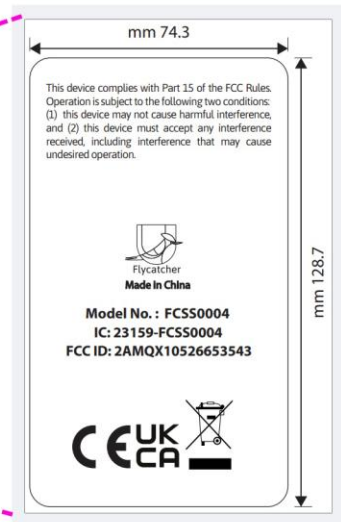 mm 74.3
This device complies with Part 15 of the FCC Rules.
Operation is subject to the following two conditions:
(1) this device may not cause harmful interference,
and (2) this device must accept any interference
received, including interference that may cause
undesired operation.
mm 128.7
Flycatcher
Made in China
Model No. : FCSS0004
IC: 23159-FCSS0004
FCC ID: 2AMQX10526653543
CE UK
CA